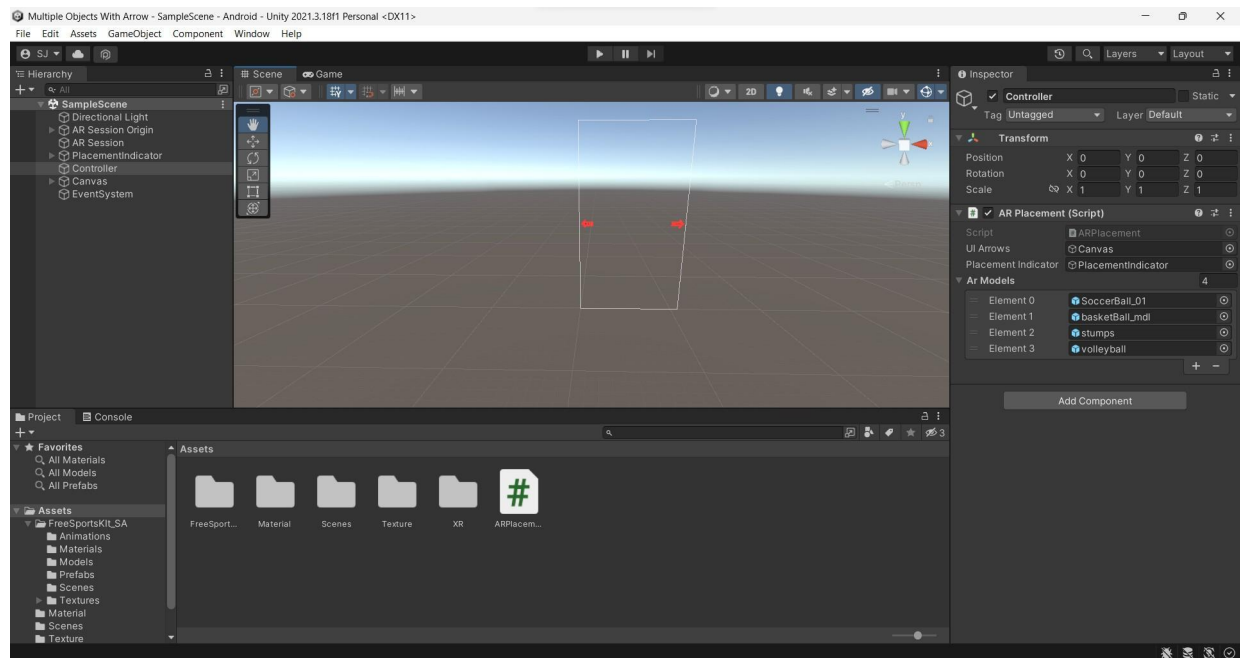 Multiple Objects With Arrow - SampleScene - Android - Unity 2021.3.18f1 Personal <DX11>
File Edit Assets GameObject Component Window Help
SJ
Layers Layout
Hierarchy
All
SampleScene
Directional Light
AR Session Origin
AR Session
PlacementIndicator
Controller
Canvas
EventSystem
Scene Game
2D
y
Inspector
Controller Static
Tag Untagged Layer Default
Transform
Position X 0 Y 0 Z 0
Rotation X 0 Y 0 Z 0
Scale X 1 Y 1 Z 1
# AR Placement (Script)
Script ARPlacement
UI Arrows Canvas
Placement Indicator PlacementIndicator
Ar Models 4
Element 0 SoccerBall_01
Element 1 basketBall_mdl
Element 2 stumps
Element 3 volleyball
+ -
Add Component
Project Console
3
Favorites
All Materials
All Models
All Prefabs
Assets
FreeSportsKIt_SA
Animations
Materials
Models
Prefabs
Scenes
Textures
Material
Scenes
Texture
Assets
#
FreeSport... Material Scenes Texture XR ARPlacem...